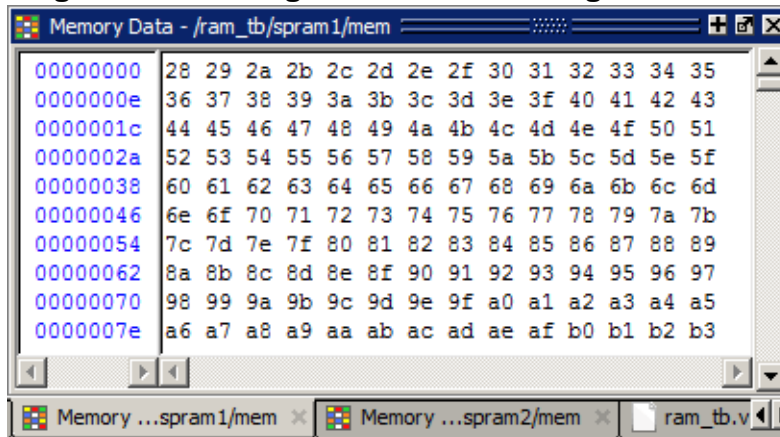 Memory Data - /ram_tb/spram1/mem
00000000 28 29 2a 2b 2c 2d 2e 2f 30 31 32 33 34 35
0000000e 36 37 38 39 3a 3b 3c 3d 3e 3f 40 41 42 43
0000001c 44 45 46 47 48 49 4a 4b 4c 4d 4e 4f 50 51
0000002a 52 53 54 55 56 57 58 59 5a 5b 5c 5d 5e 5f
00000038 60 61 62 63 64 65 66 67 68 69 6a 6b 6c 6d
00000046 6e 6f 70 71 72 73 74 75 76 77 78 79 7a 7b
00000054 7c 7d 7e 7f 80 81 82 83 84 85 86 87 88 89
00000062 8a 8b 8c 8d 8e 8f 90 91 92 93 94 95 96 97
00000070 98 99 9a 9b 9c 9d 9e 9f a0 a1 a2 a3 a4 a5
0000007e a6 a7 a8 a9 aa ab ac ad ae af b0 b1 b2 b3
Memory ...spram1/mem Memory ...spram2/mem ram_tb.v